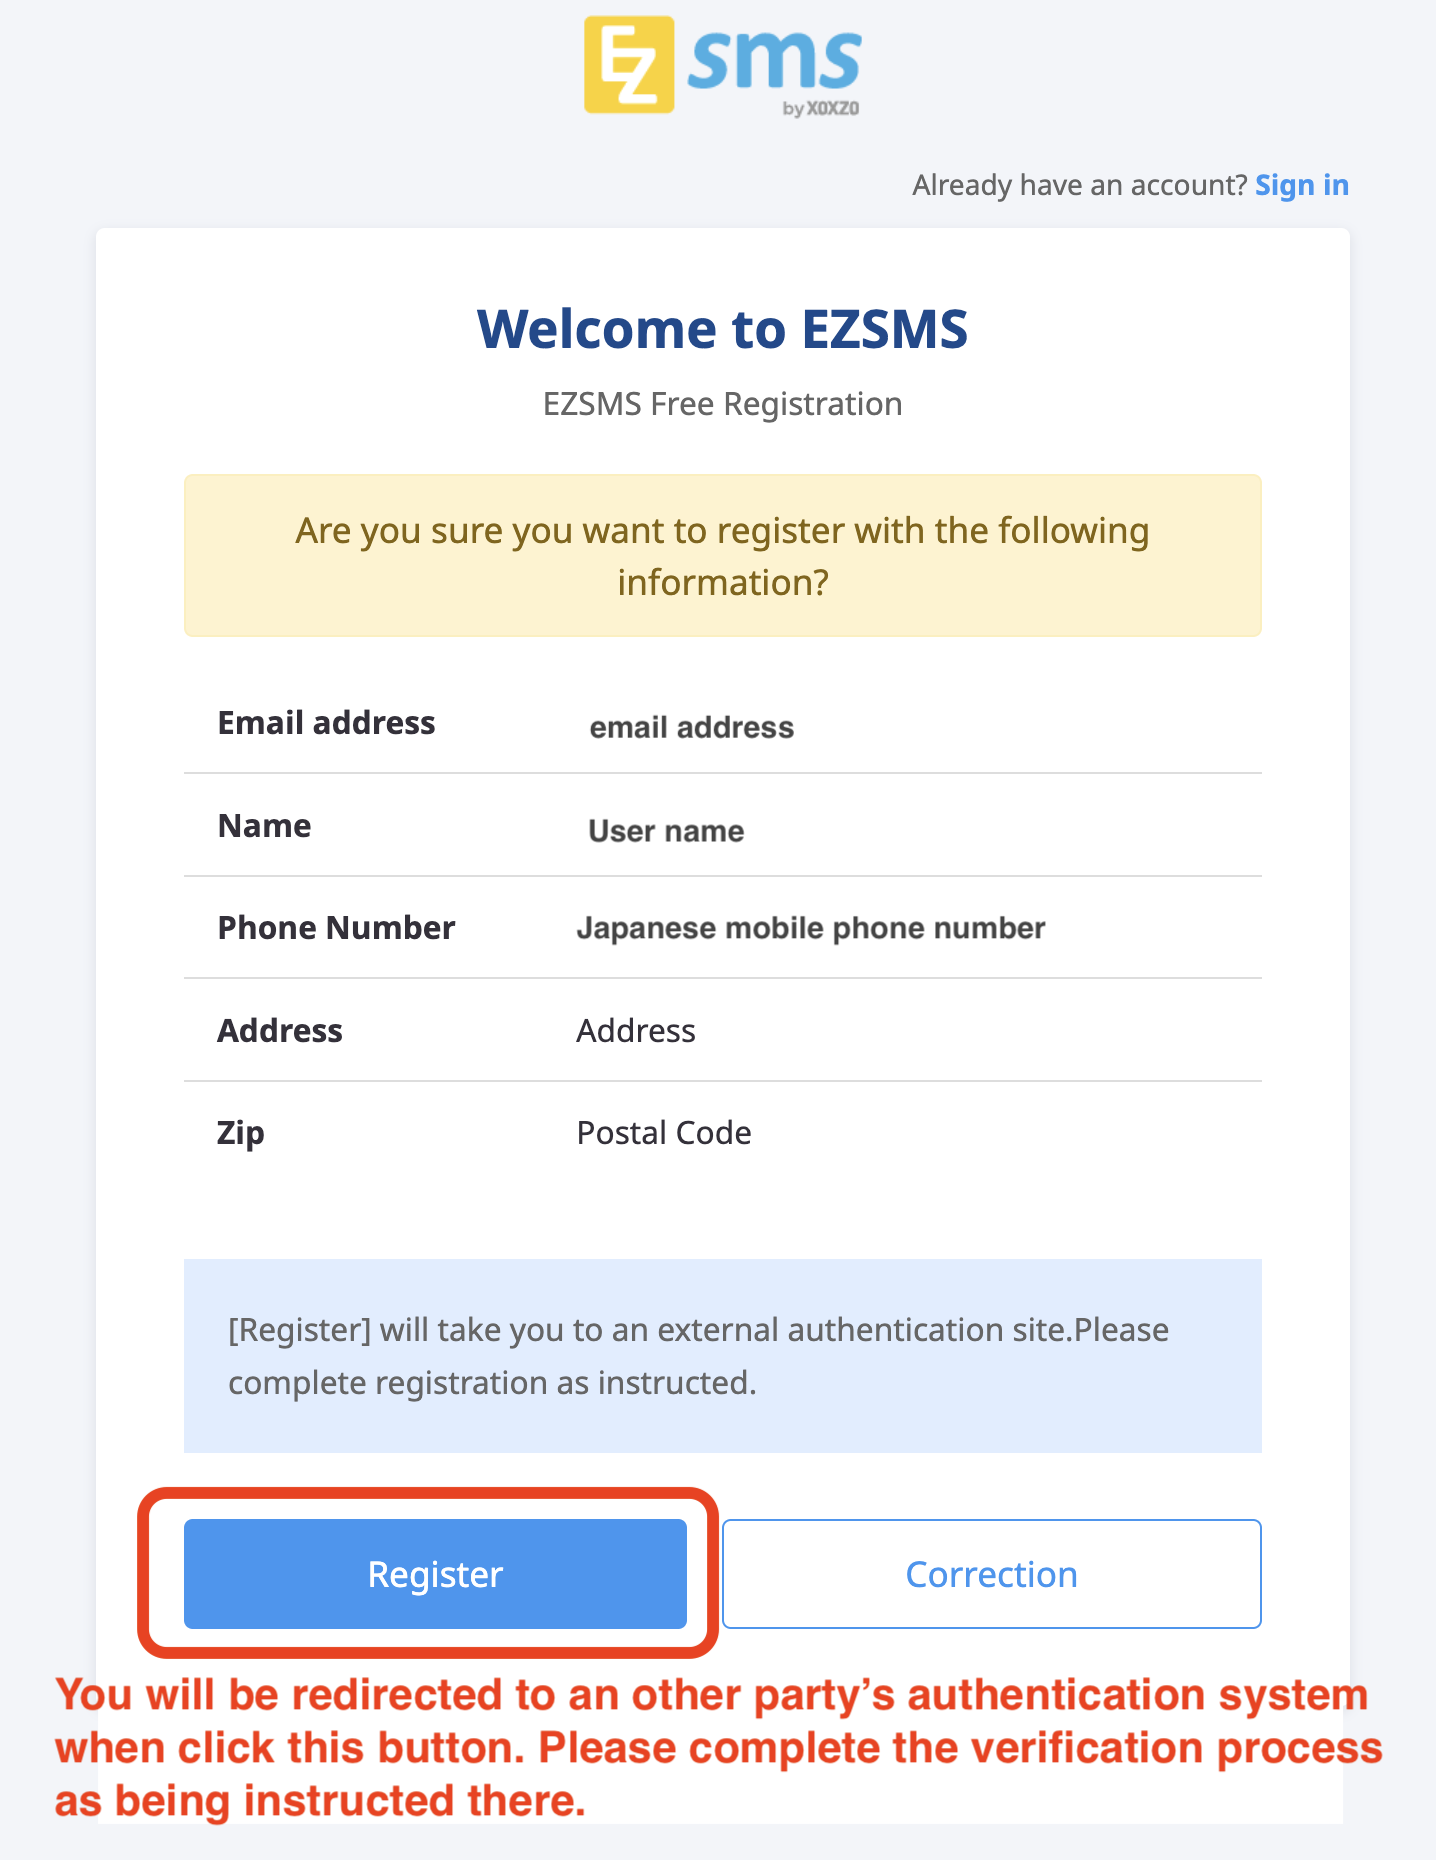 EZ sms
by XOXZO
Already have an account? Sign in
Welcome to EZSMS
EZSMS Free Registration
Are you sure you want to register with the following
information?
Email address email address
Name User name
Phone Number Japanese mobile phone number
Address Address
Zip Postal Code
[Register] will take you to an external authentication site.Please
complete registration as instructed.
Register Correction
You will be redirected to an other party’s authentication system
when click this button. Please complete the verification process
as being instructed there.